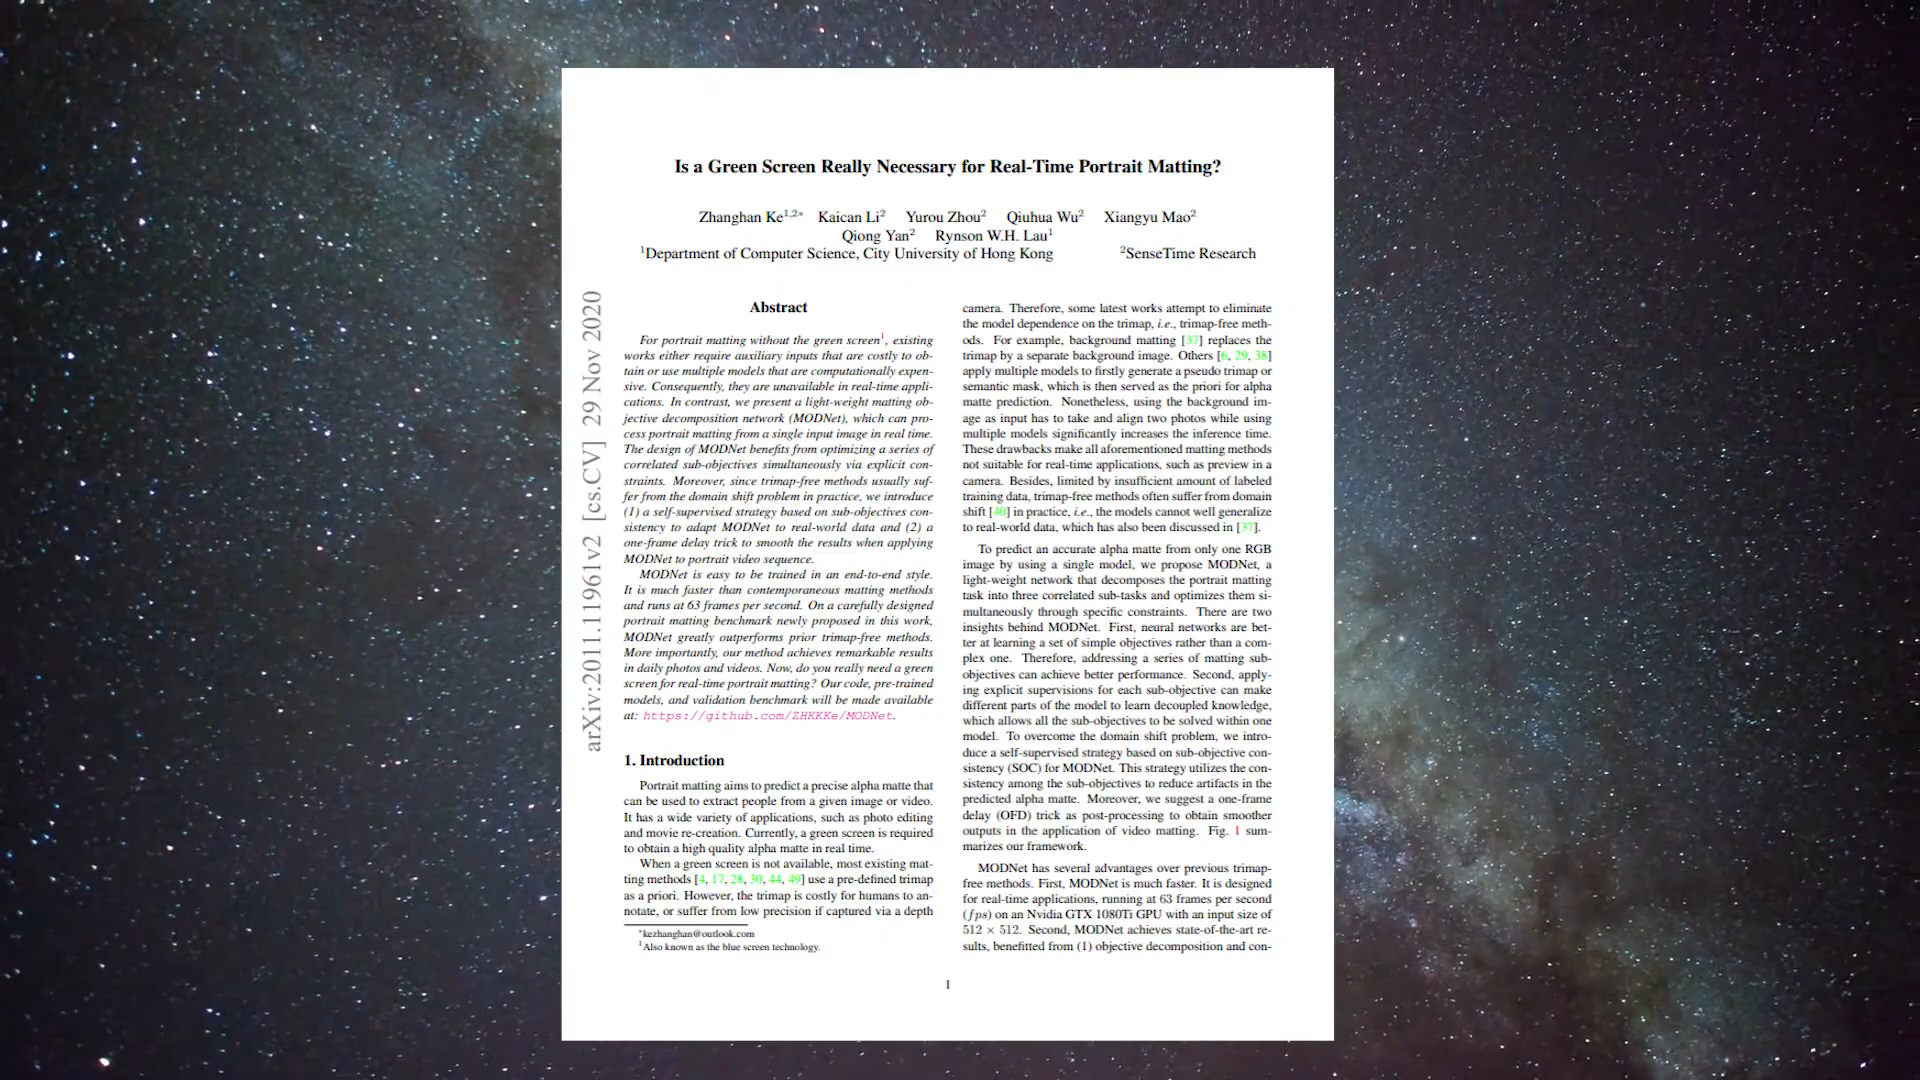 Is a Green Screen Really Necessary for Real-Time Portrait Matting?
Zhanghan Ke1,2* Kaican Li2 Yurou Zhou2 Qiuhua Wu2 Xiangyu Mao2
Qiong Yan2 Rynson W.H. Lau1
1Department of Computer Science, City University of Hong Kong 2SenseTime Research
arXiv:2011.11961v2 [cs.CV] 29 Nov 2020
Abstract
For portrait matting without the green screen1, existing
works either require auxiliary inputs that are costly to ob-
tain or use multiple models that are computationally expen-
sive. Consequently, they are unavailable in real-time appli-
cations. In contrast, we present a light-weight matting ob-
jective decomposition network (MODNet), which can pro-
cess portrait matting from a single input image in real time.
The design of MODNet benefits from optimizing a series of
correlated sub-objectives simultaneously via explicit con-
straints. Moreover, since trimap-free methods usually suf-
fer from the domain shift problem in practice, we introduce
(1) a self-supervised strategy based on sub-objectives con-
sistency to adapt MODNet to real-world data and (2) a
one-frame delay trick to smooth the results when applying
MODNet to portrait video sequence.
MODNet is easy to be trained in an end-to-end style.
It is much faster than contemporaneous matting methods
and runs at 63 frames per second. On a carefully designed
portrait matting benchmark newly proposed in this work,
MODNet greatly outperforms prior trimap-free methods.
More importantly, our method achieves remarkable results
in daily photos and videos. Now, do you really need a green
screen for real-time portrait matting? Our code, pre-trained
models, and validation benchmark will be made available
at: https://github.com/ZHKKKe/MODNet.
1. Introduction
Portrait matting aims to predict a precise alpha matte that
can be used to extract people from a given image or video.
It has a wide variety of applications, such as photo editing
and movie re-creation. Currently, a green screen is required
to obtain a high quality alpha matte in real time.
When a green screen is not available, most existing mat-
ting methods [4, 17, 28, 30, 44, 49] use a pre-defined trimap
as a priori. However, the trimap is costly for humans to an-
notate, or suffer from low precision if captured via a depth
*kezhanghan@outlook.com
1Also known as the blue screen technology.
camera. Therefore, some latest works attempt to eliminate
the model dependence on the trimap, i.e., trimap-free meth-
ods. For example, background matting [37] replaces the
trimap by a separate background image. Others [6, 29, 38]
apply multiple models to firstly generate a pseudo trimap or
semantic mask, which is then served as the priori for alpha
matte prediction. Nonetheless, using the background im-
age as input has to take and align two photos while using
multiple models significantly increases the inference time.
These drawbacks make all aforementioned matting methods
not suitable for real-time applications, such as preview in a
camera. Besides, limited by insufficient amount of labeled
training data, trimap-free methods often suffer from domain
shift [40] in practice, i.e., the models cannot well generalize
to real-world data, which has also been discussed in [37].
To predict an accurate alpha matte from only one RGB
image by using a single model, we propose MODNet, a
light-weight network that decomposes the portrait matting
task into three correlated sub-tasks and optimizes them si-
multaneously through specific constraints. There are two
insights behind MODNet. First, neural networks are bet-
ter at learning a set of simple objectives rather than a com-
plex one. Therefore, addressing a series of matting sub-
objectives can achieve better performance. Second, apply-
ing explicit supervisions for each sub-objective can make
different parts of the model to learn decoupled knowledge,
which allows all the sub-objectives to be solved within one
model. To overcome the domain shift problem, we intro-
duce a self-supervised strategy based on sub-objective con-
sistency (SOC) for MODNet. This strategy utilizes the con-
sistency among the sub-objectives to reduce artifacts in the
predicted alpha matte. Moreover, we suggest a one-frame
delay (OFD) trick as post-processing to obtain smoother
outputs in the application of video matting. Fig. 1 sum-
marizes our framework.
MODNet has several advantages over previous trimap-
free methods. First, MODNet is much faster. It is designed
for real-time applications, running at 63 frames per second
(fps) on an Nvidia GTX 1080Ti GPU with an input size of
512 × 512. Second, MODNet achieves state-of-the-art re-
sults, benefitted from (1) objective decomposition and con-
1